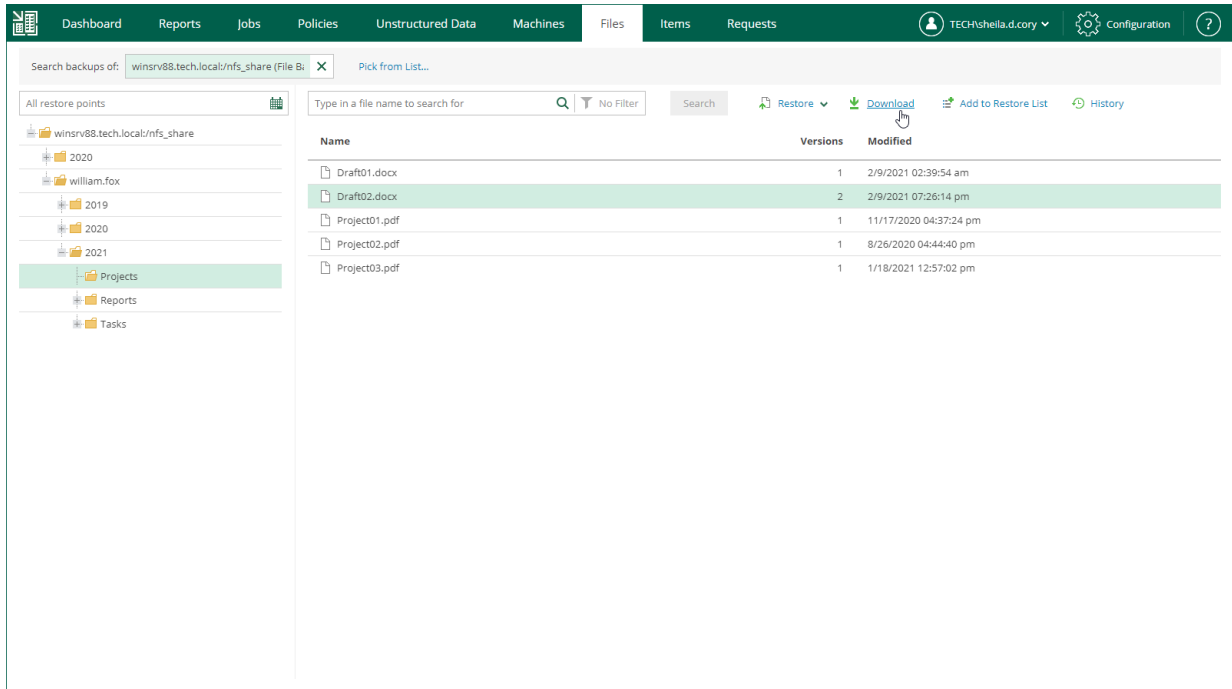 Dashboard Reports Jobs Policies Unstructured Data Machines Files Items Requests TECH\sheila.d.cory Configuration ?
Search backups of: winsrv88.tech.local:/nfs_share (File Ba Pick from List...
All restore points
winsrv88.tech.local:/nfs_share
2020
william.fox
2019
2020
2021
Projects
Reports
Tasks
Type in a file name to search for No Filter Search Restore Download Add to Restore List History
Name Versions Modified
Draft01.docx 1 2/9/2021 02:39:54 am
Draft02.docx 2 2/9/2021 07:26:14 pm
Project01.pdf 1 11/17/2020 04:37:24 pm
Project02.pdf 1 8/26/2020 04:44:40 pm
Project03.pdf 1 1/18/2021 12:57:02 pm